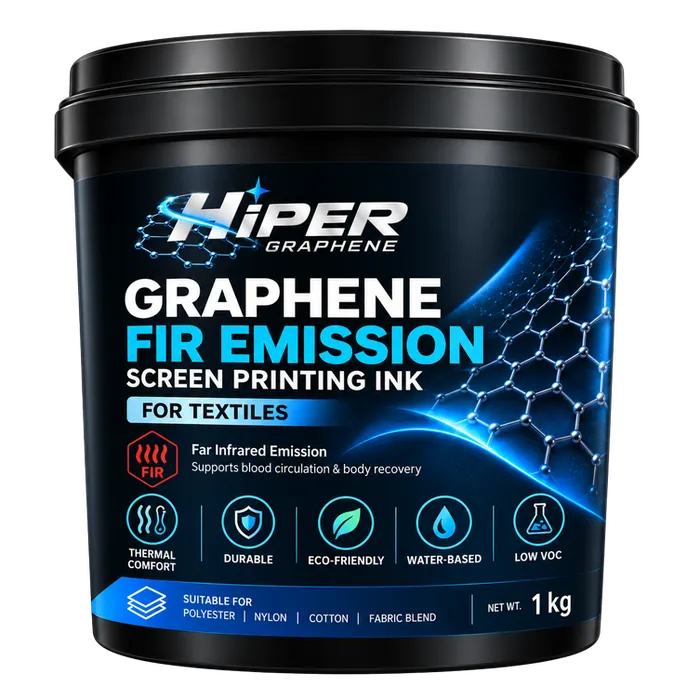 HiPER
GRAPHENE
GRAPHENE
FIR EMISSION
SCREEN PRINTING INK
FOR TEXTILES
FIR
Far Infrared Emission
Supports blood circulation & body recovery
THERMAL
COMFORT
DURABLE
ECO-FRIENDLY
WATER-BASED
LOW VOC
SUITABLE FOR
POLYESTER | NYLON | COTTON | FABRIC BLEND
NET WT. 1 kg